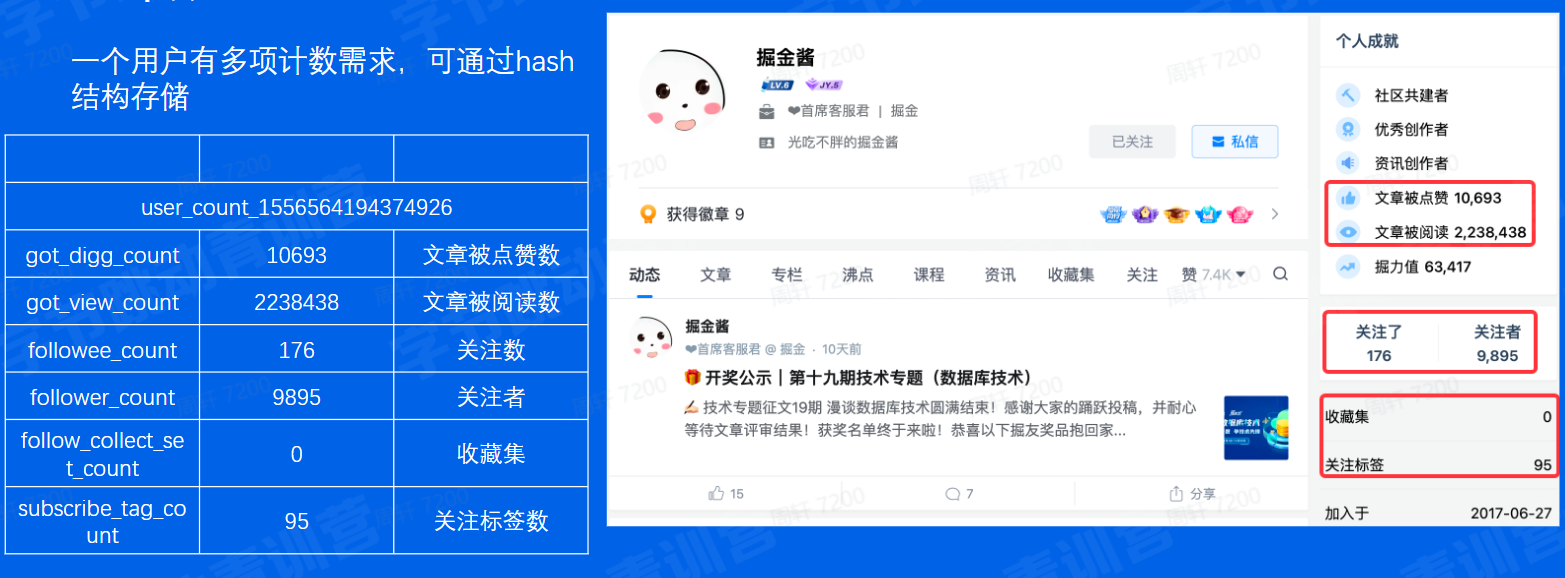 一个用户有多项计数需求，可通过hash
结构存储
user_count_1556564194374926
got_digg_count 10693 文章被点赞数
got_view_count 2238438 文章被阅读数
followee_count 176 关注数
follower_count 9895 关注者
follow_collect_se
t_count 0 收藏集
subscribe_tag_co
unt 95 关注标签数
掘金酱
LV.6 JY.6
❤首席客服君 | 掘金
光吃不胖的掘金酱
已关注 私信
获得徽章 9
动态 文章 专栏 沸点 课程 资讯 收藏集 关注 赞 7.4K
掘金酱
❤首席客服君 @ 掘金 · 10天前
🎁开奖公示｜第十九期技术专题（数据库技术）
✍技术专题征文19期 漫谈数据库技术圆满结束！感谢大家的踊跃投稿，并耐心
等待文章评审结果！获奖名单终于来啦！恭喜以下掘友奖品抱回家...
15 7 分享
个人成就
社区共建者
优秀创作者
资讯创作者
文章被点赞 10,693
文章被阅读 2,238,438
掘力值 63,417
关注了 关注者
176 9,895
收藏集 0
关注标签 95
加入于 2017-06-27
周轩 7200
字节跳动青训营